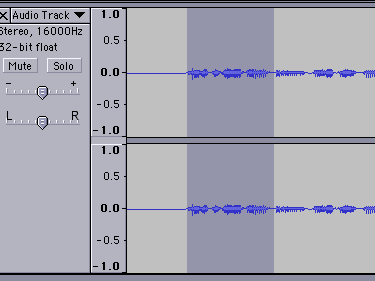 × Audio Track ▼
Stereo, 16000Hz
32-bit float
Mute Solo
- +
L R
1.0
0.5
0.0
-0.5
-1.0
1.0
0.5
0.0
-0.5
-1.0